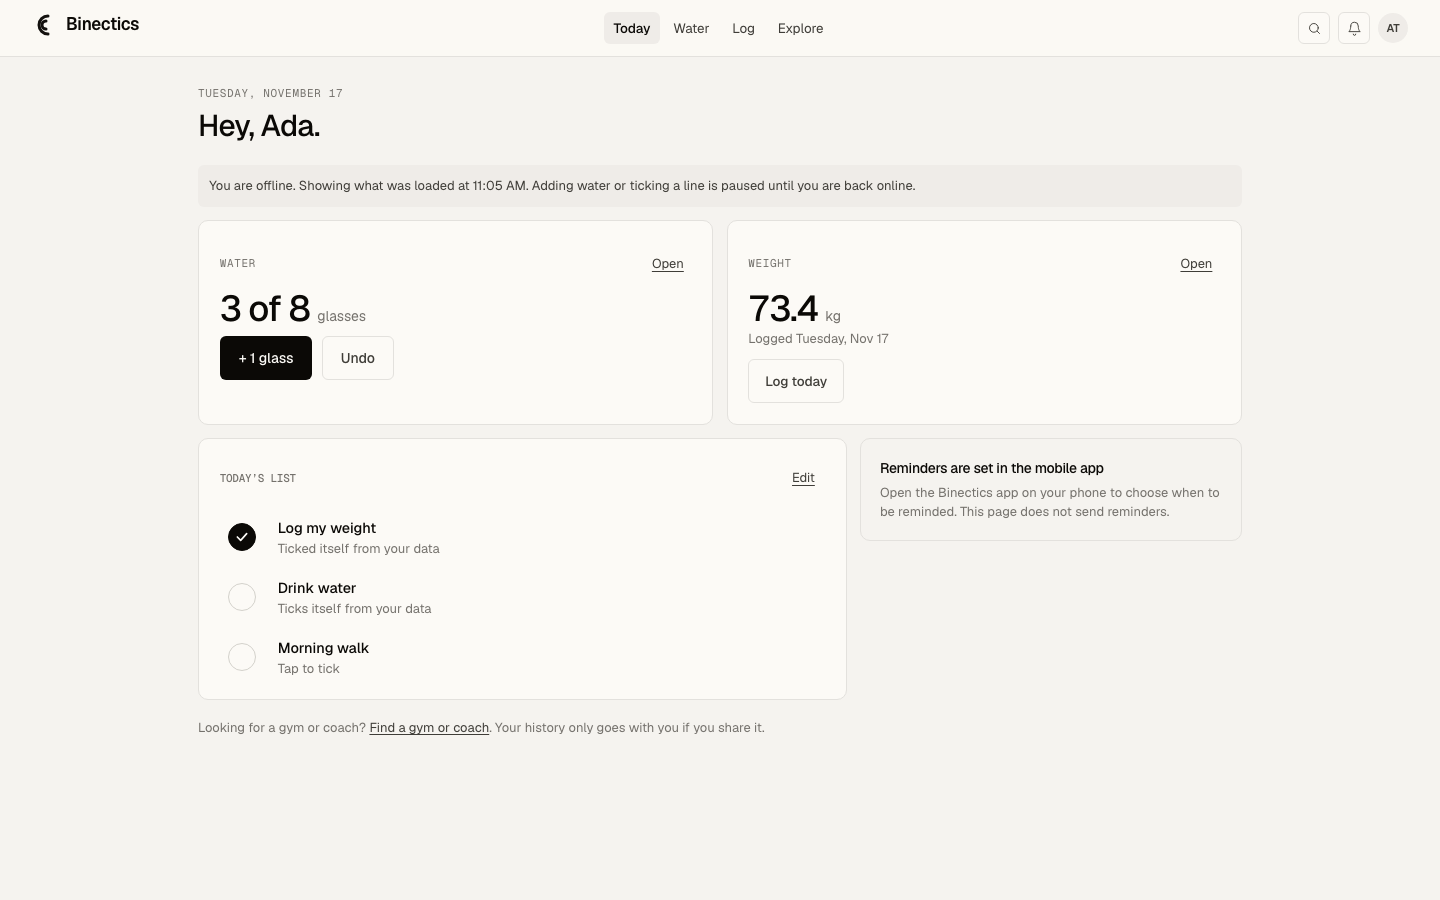 Binectics
Today Water Log Explore
AT
TUESDAY, NOVEMBER 17
Hey, Ada.
You are offline. Showing what was loaded at 11:05 AM. Adding water or ticking a line is paused until you are back online.
WATER
Open
3 of 8 glasses
+ 1 glass
Undo
WEIGHT
Open
73.4 kg
Logged Tuesday, Nov 17
Log today
TODAY'S LIST
Edit
Log my weight
Ticked itself from your data
Drink water
Ticks itself from your data
Morning walk
Tap to tick
Reminders are set in the mobile app
Open the Binectics app on your phone to choose when to
be reminded. This page does not send reminders.
Looking for a gym or coach? Find a gym or coach. Your history only goes with you if you share it.